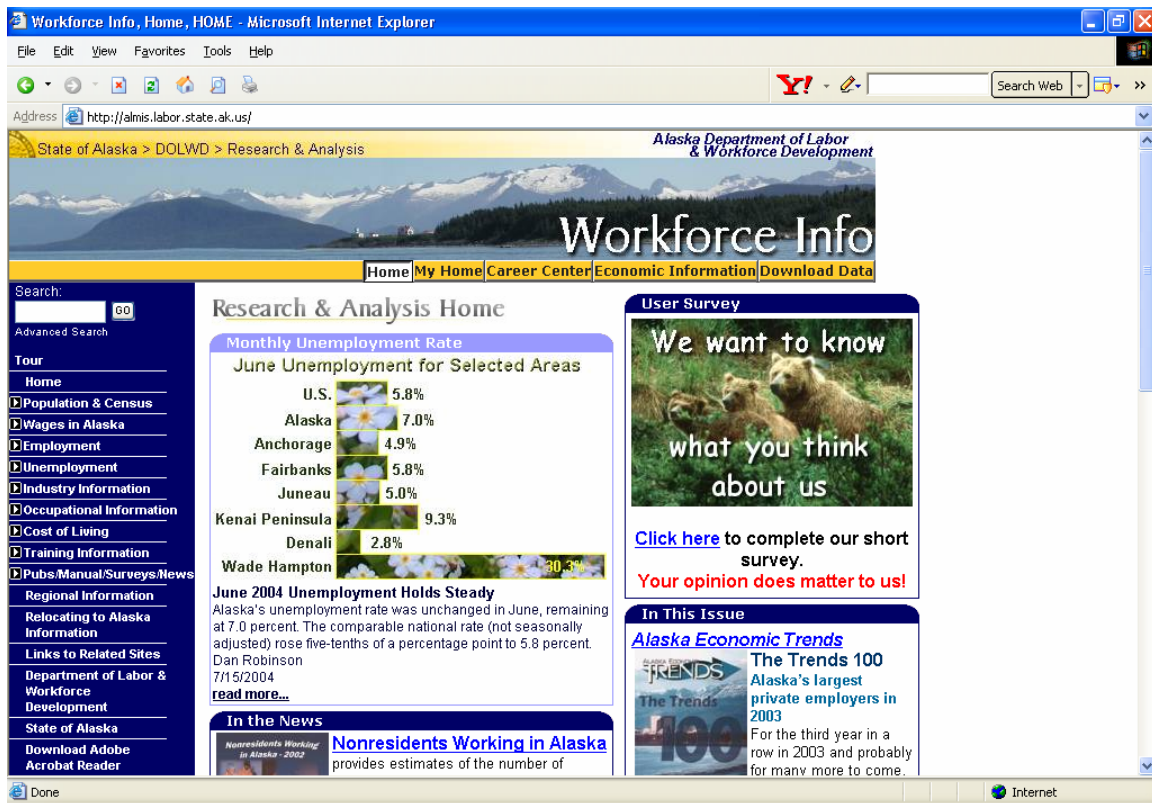 Workforce Info, Home, HOME - Microsoft Internet Explorer
File Edit View Favorites Tools Help
Y! Search Web
Address http://almis.labor.state.ak.us/
State of Alaska > DOLWD > Research & Analysis
Alaska Department of Labor
& Workforce Development
Workforce Info
Home My Home Career Center Economic Information Download Data
Search:
GO
Advanced Search
Tour
Home
Population & Census
Wages in Alaska
Employment
Unemployment
Industry Information
Occupational Information
Cost of Living
Training Information
Pubs/Manual/Surveys/News
Regional Information
Relocating to Alaska
Information
Links to Related Sites
Department of Labor &
Workforce
Development
State of Alaska
Download Adobe
Acrobat Reader
Research & Analysis Home
Monthly Unemployment Rate
June Unemployment for Selected Areas
U.S. 5.8%
Alaska 7.0%
Anchorage 4.9%
Fairbanks 5.8%
Juneau 5.0%
Kenai Peninsula 9.3%
Denali 2.8%
Wade Hampton 30.3%
June 2004 Unemployment Holds Steady
Alaska's unemployment rate was unchanged in June, remaining
at 7.0 percent. The comparable national rate (not seasonally
adjusted) rose five-tenths of a percentage point to 5.8 percent.
Dan Robinson
7/15/2004
read more...
In the News
Nonresidents Working
in Alaska - 2002
Nonresidents Working in Alaska
provides estimates of the number of
User Survey
We want to know
what you think
about us
Click here to complete our short
survey.
Your opinion does matter to us!
In This Issue
Alaska Economic Trends
ALASKA ECONOMIC
TRENDS
The Trends
100
The Trends 100
Alaska's largest
private employers in
2003
For the third year in a
row in 2003 and probably
for many more to come,
Done
Internet